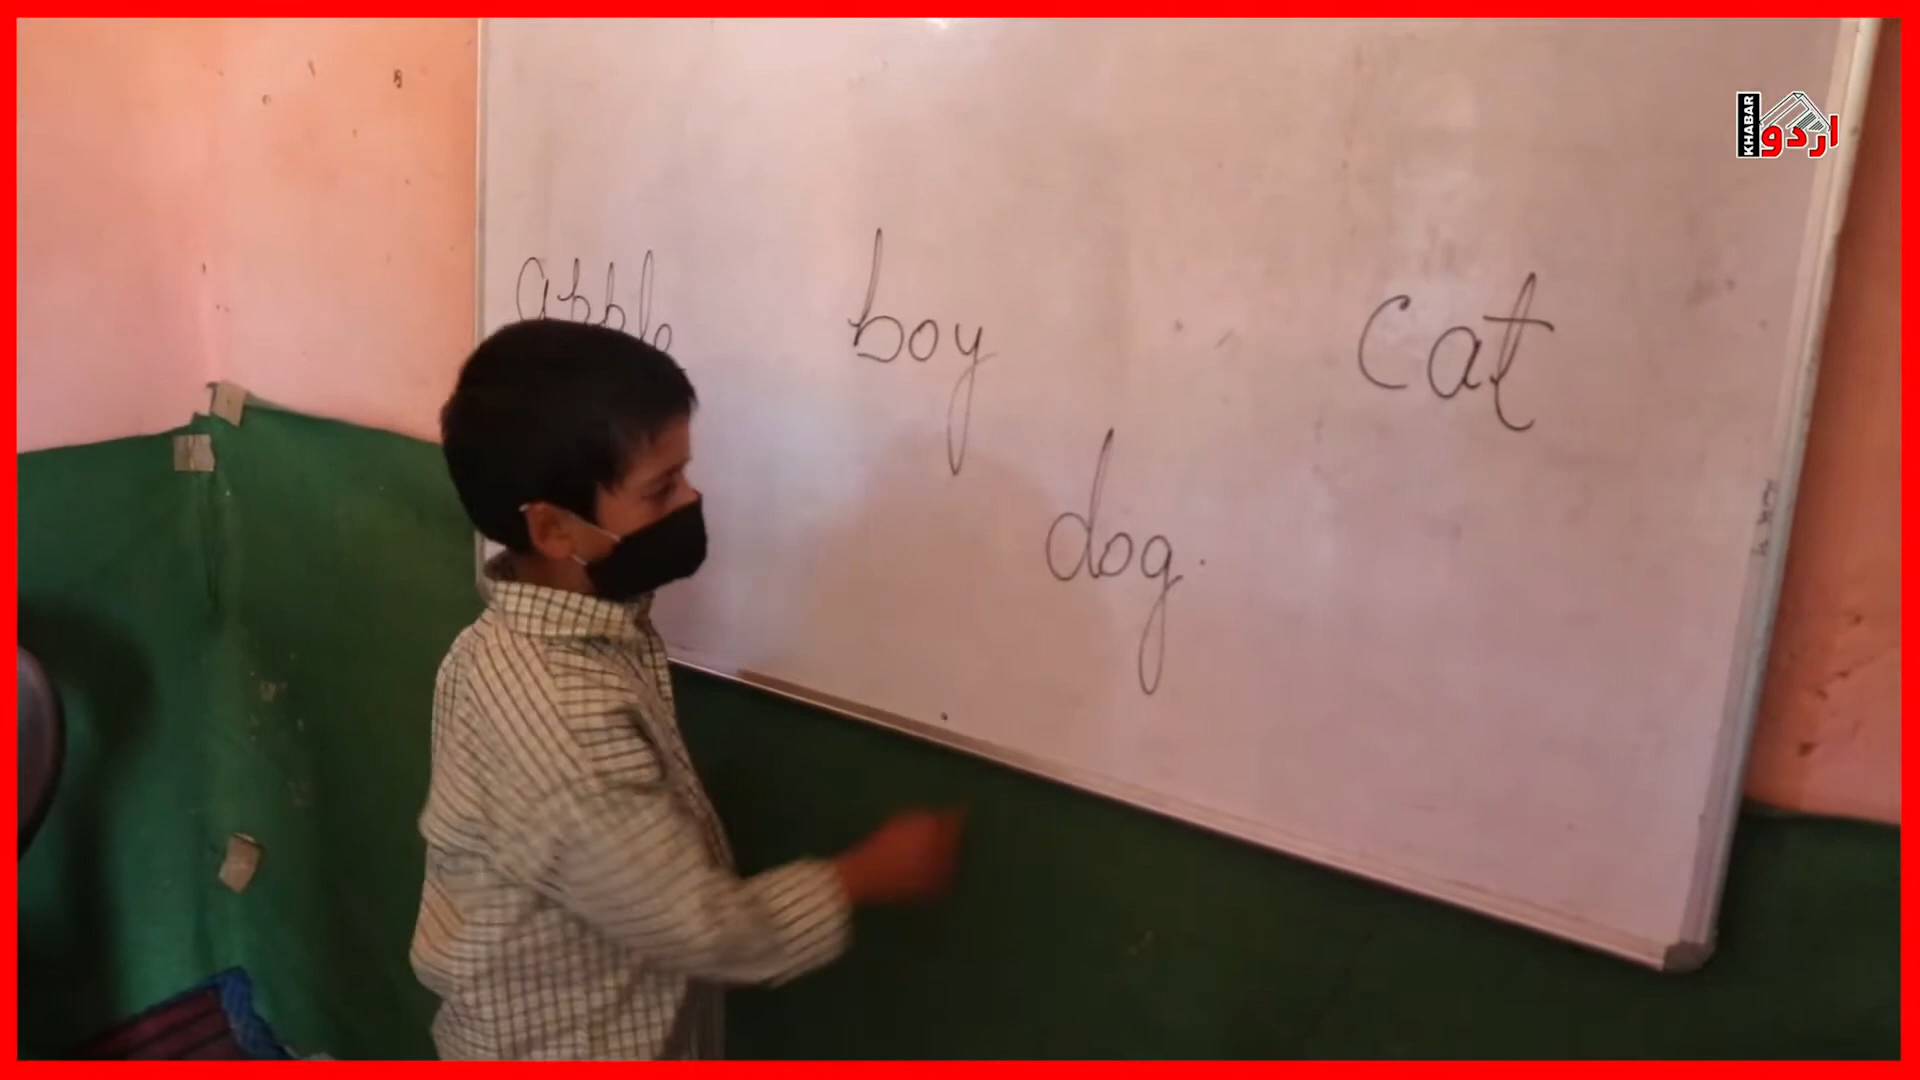 KHABAR
اردو
apple boy cat
dog.